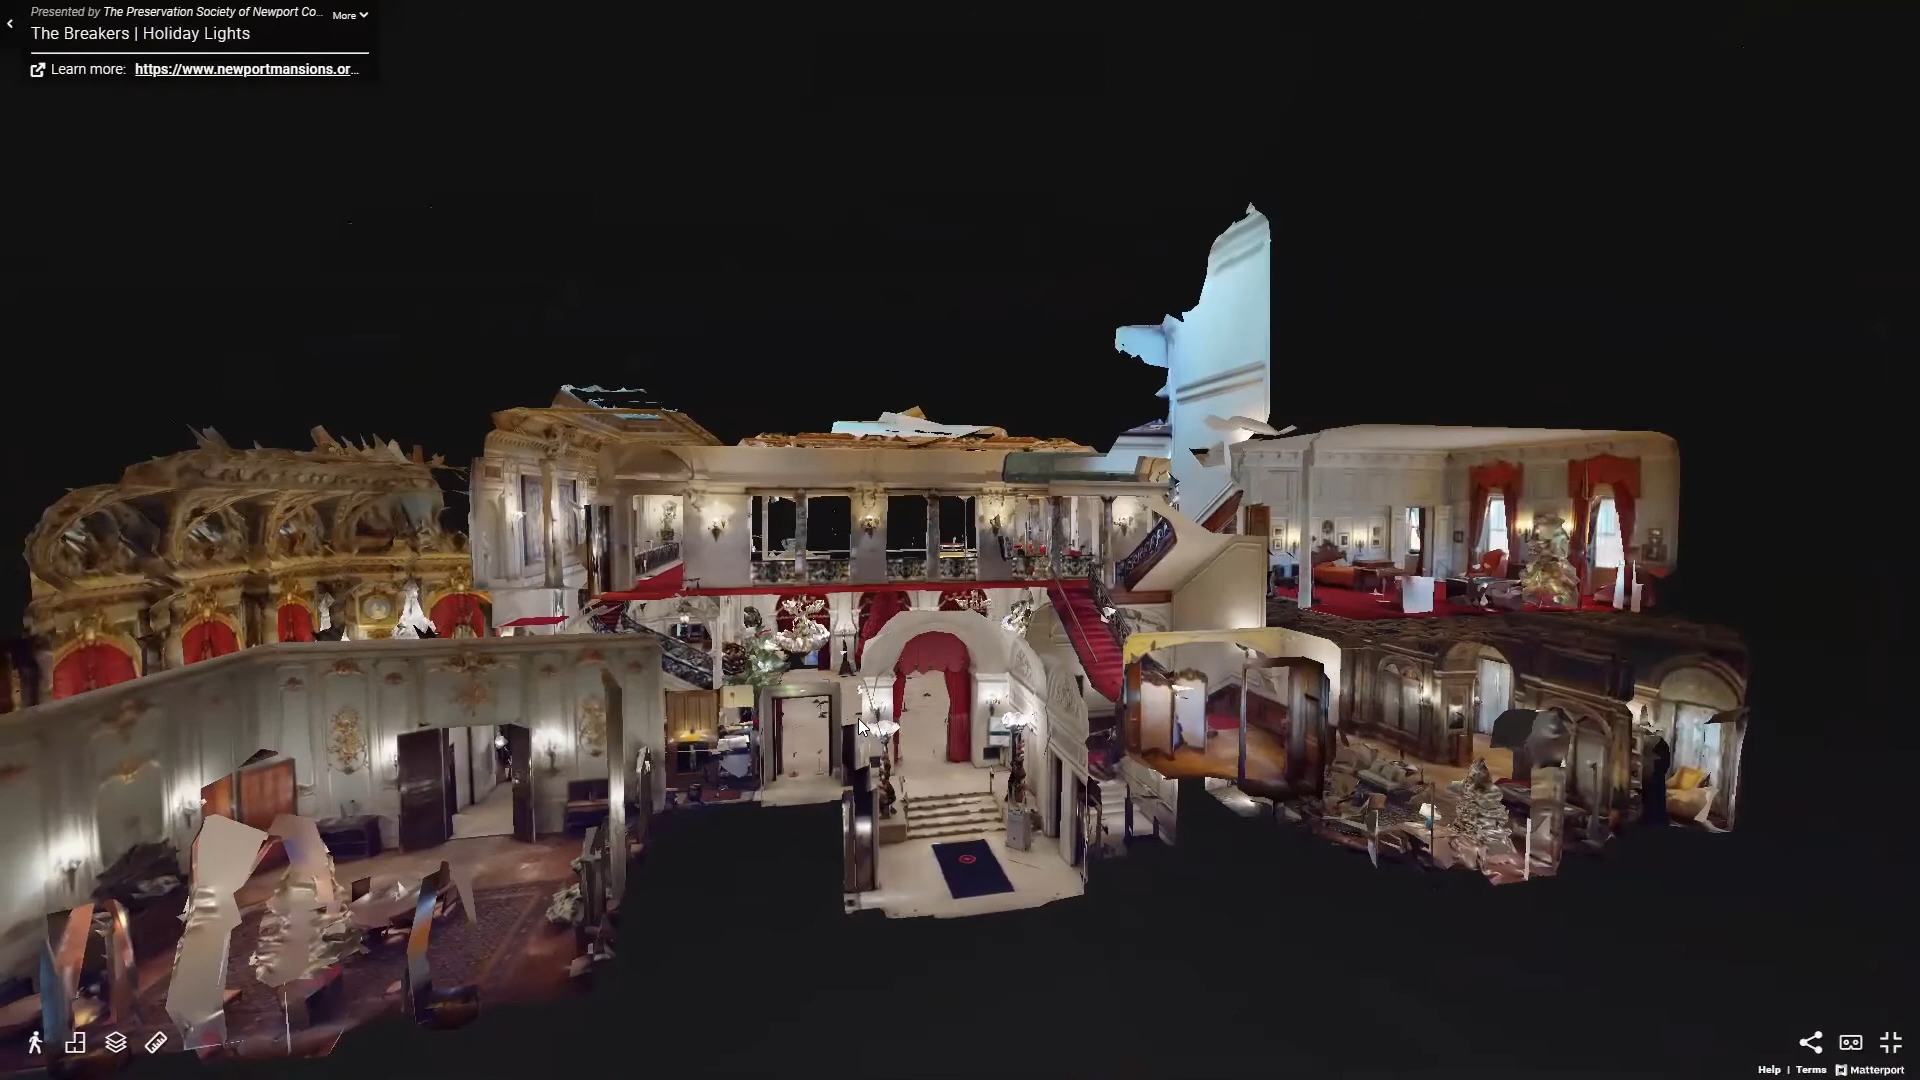 Presented by The Preservation Society of Newport Co...
More
The Breakers | Holiday Lights
Learn more: https://www.newportmansions.or...
Help | Terms Matterport